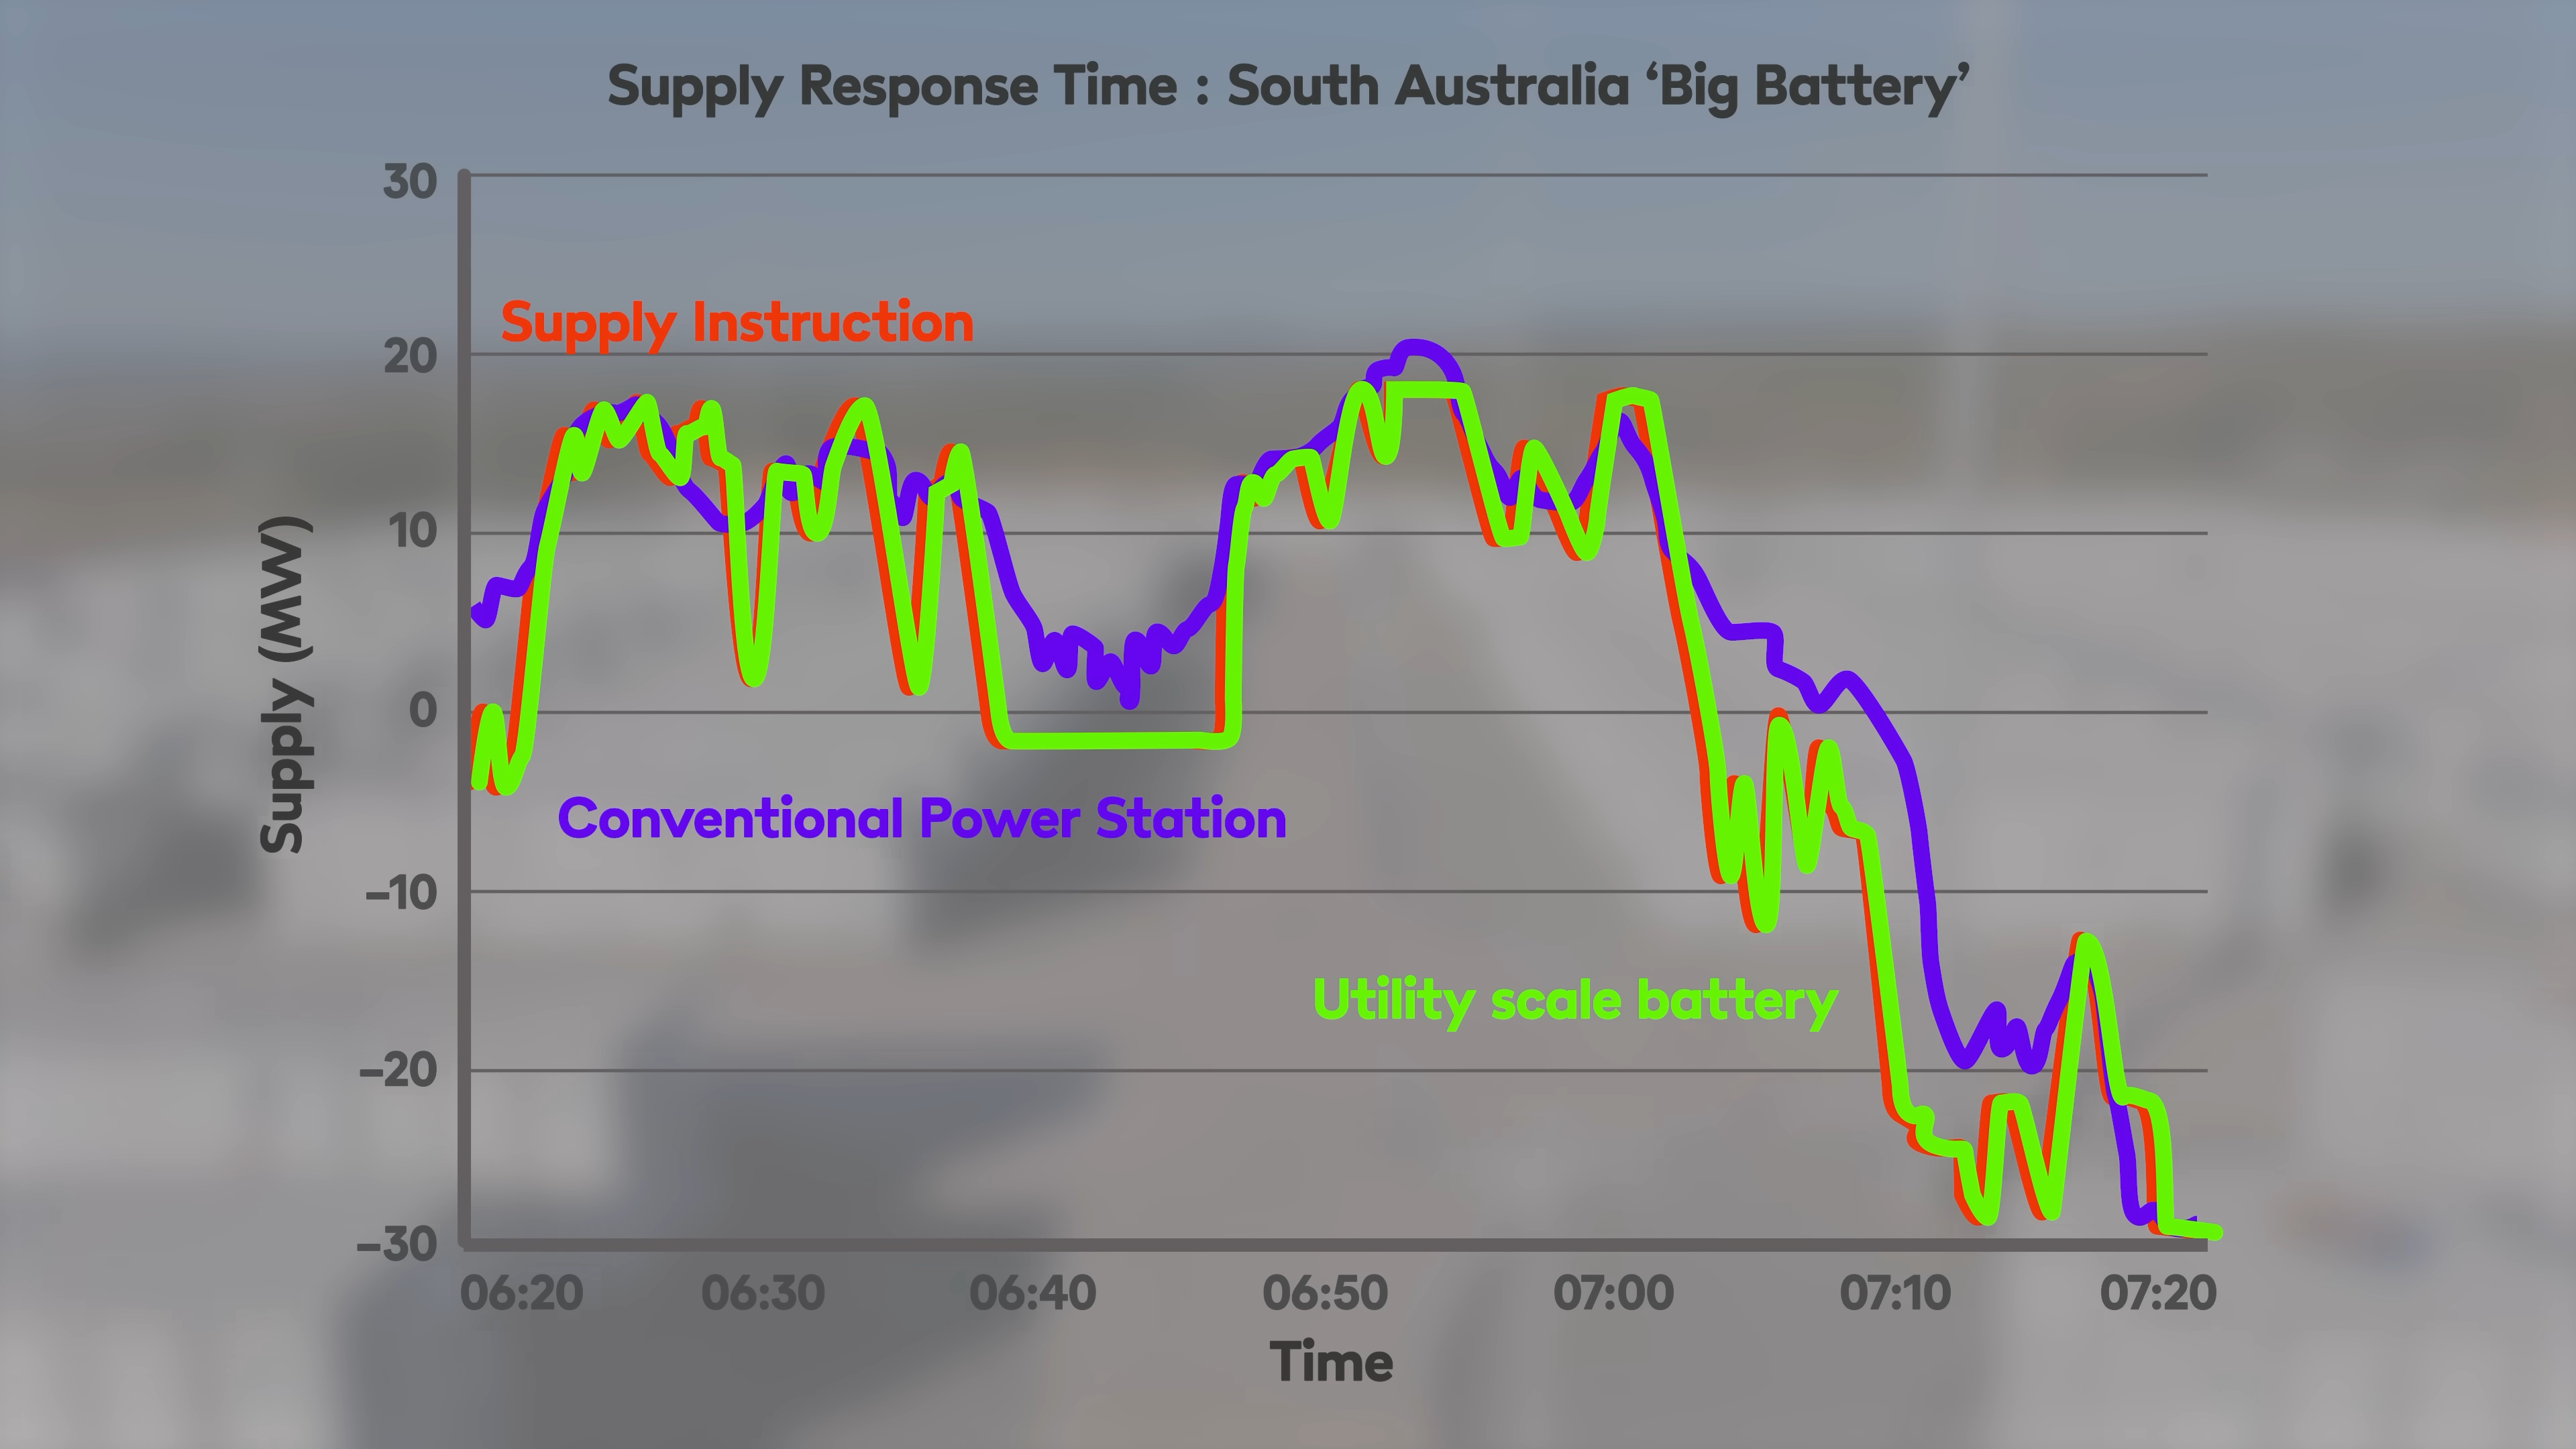 Supply Response Time : South Australia ‘Big Battery’
30
Supply Instruction
20
10
Supply (MW)
0
Conventional Power Station
–10
Utility scale battery
–20
–30
06:20 06:30 06:40 06:50 07:00 07:10 07:20
Time